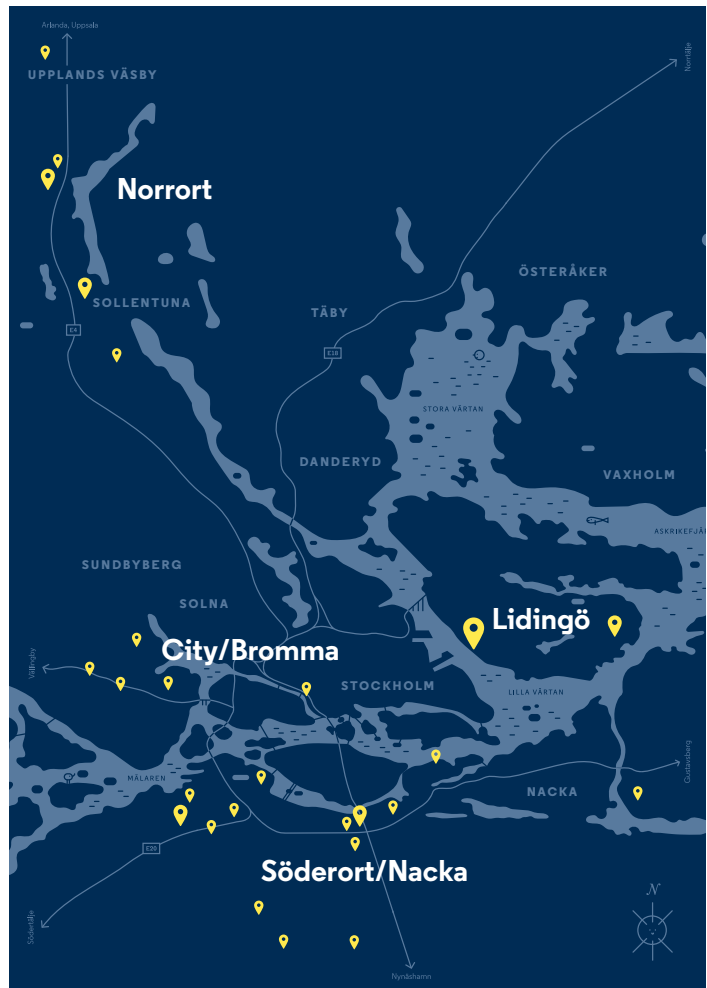 Arlanda, Uppsala
Norrtälje
UPPLANDS VÄSBY
Norrort
ÖSTERÅKER
SOLLENTUNA
TÄBY
E4
E18
STORA VÄRTAN
DANDERYD
VAXHOLM
ASKRIKEFJÄ
SUNDBYBERG
SOLNA
Lidingö
City/Bromma
Vällingby
STOCKHOLM
LILLA VÄRTAN
Gustavsberg
MÄLAREN
NACKA
E20
Söderort/Nacka
N
Södertälje
Nynäshamn